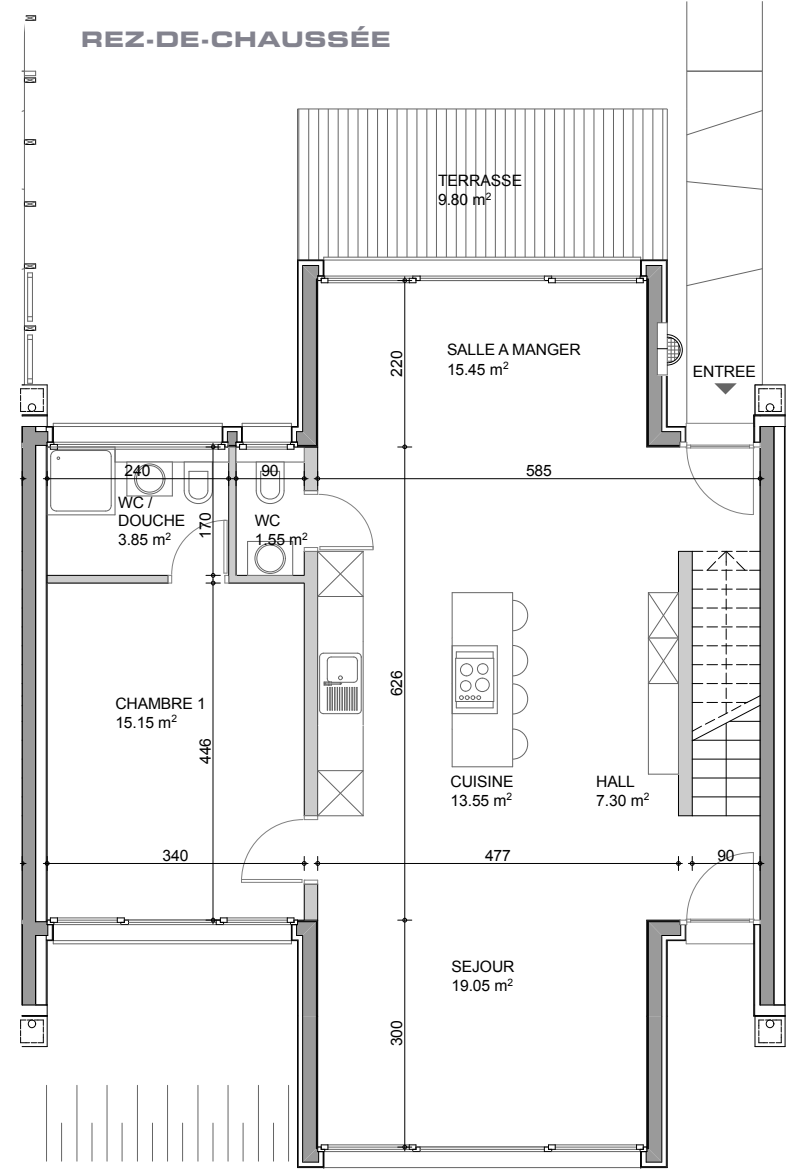 REZ-DE-CHAUSSÉE
TERRASSE
9.80 m²
SALLE A MANGER
15.45 m²
220
ENTREE
240
90
585
WC /
DOUCHE
3.85 m²
170
WC
1.55 m²
626
CHAMBRE 1
15.15 m²
446
CUISINE
13.55 m²
HALL
7.30 m²
340
477
90
SEJOUR
19.05 m²
300